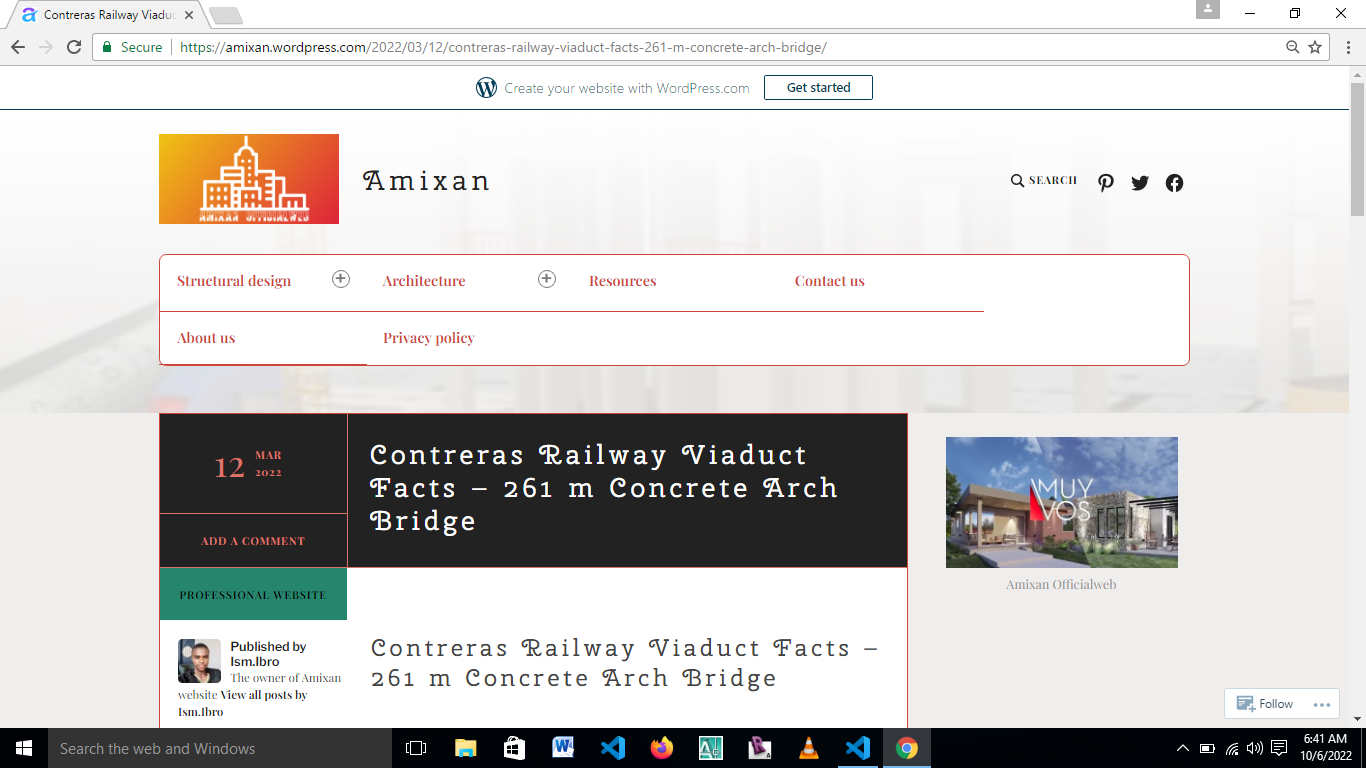 Contreras Railway Viaduc
Secure
https://amixan.wordpress.com/2022/03/12/contreras-railway-viaduct-facts-261-m-concrete-arch-bridge/
Create your website with WordPress.com
Get started
AMIXAN OFFICIALWEB
Amixan
SEARCH
Structural design
Architecture
Resources
Contact us
About us
Privacy policy
12
MAR
2022
ADD A COMMENT
PROFESSIONAL WEBSITE
Published by
Ism.Ibro
The owner of Amixan
website View all posts by
Ism.Ibro
Contreras Railway Viaduct
Facts – 261 m Concrete Arch
Bridge
Contreras Railway Viaduct Facts –
261 m Concrete Arch Bridge
MUY
VOS
Amixan Officialweb
Follow
Search the web and Windows
6:41 AM
10/6/2022